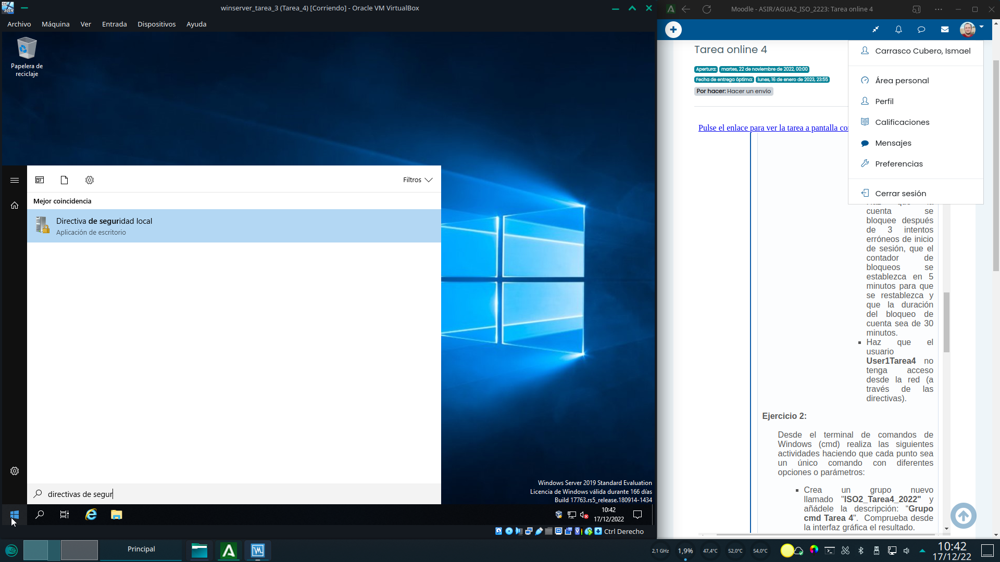 winserver_tarea_3 (Tarea_4) [Corriendo] - Oracle VM VirtualBox
Archivo Máquina Ver Entrada Dispositivos Ayuda
Papelera de
reciclaje
Filtros
Mejor coincidencia
Directiva de seguridad local
Aplicación de escritorio
directivas de segur
Windows Server 2019 Standard Evaluation
Licencia de Windows válida durante 166 días
Build 17763.rs5_release.180914-1434
10:42
17/12/2022
Ctrl Derecho
Moodle - ASIR/AGUA2_ISO_2223: Tarea online 4
Tarea online 4
Apertura: martes, 22 de noviembre de 2022, 00:00
Fecha de entrega óptima: lunes, 16 de enero de 2023, 23:55
Por hacer: Hacer un envío
Pulse el enlace para ver la tarea a pantalla co
Carrasco Cubero, Ismael
Área personal
Perfil
Calificaciones
Mensajes
Preferencias
Cerrar sesión
Haz que la
cuenta se
bloquee después
de 3 intentos
erróneos de inicio
de sesión, que el
contador de
bloqueos se
establezca en 5
minutos para que
se restablezca y
que la duración
del bloqueo de
cuenta sea de 30
minutos.
Haz que el
usuario
User1Tarea4 no
tenga acceso
desde la red (a
través de las
directivas).
Ejercicio 2:
Desde el terminal de comandos de
Windows (cmd) realiza las siguientes
actividades haciendo que cada punto sea
un único comando con diferentes
opciones o parámetros:
Crea un grupo nuevo
llamado "ISO2_Tarea4_2022" y
añádele la descripción: “Grupo
cmd Tarea 4". Comprueba desde
la interfaz gráfica el resultado.
Principal
2,1 GHz 1,9% 47,4°C 52,0°C 54,0°C
10:42
17/12/22